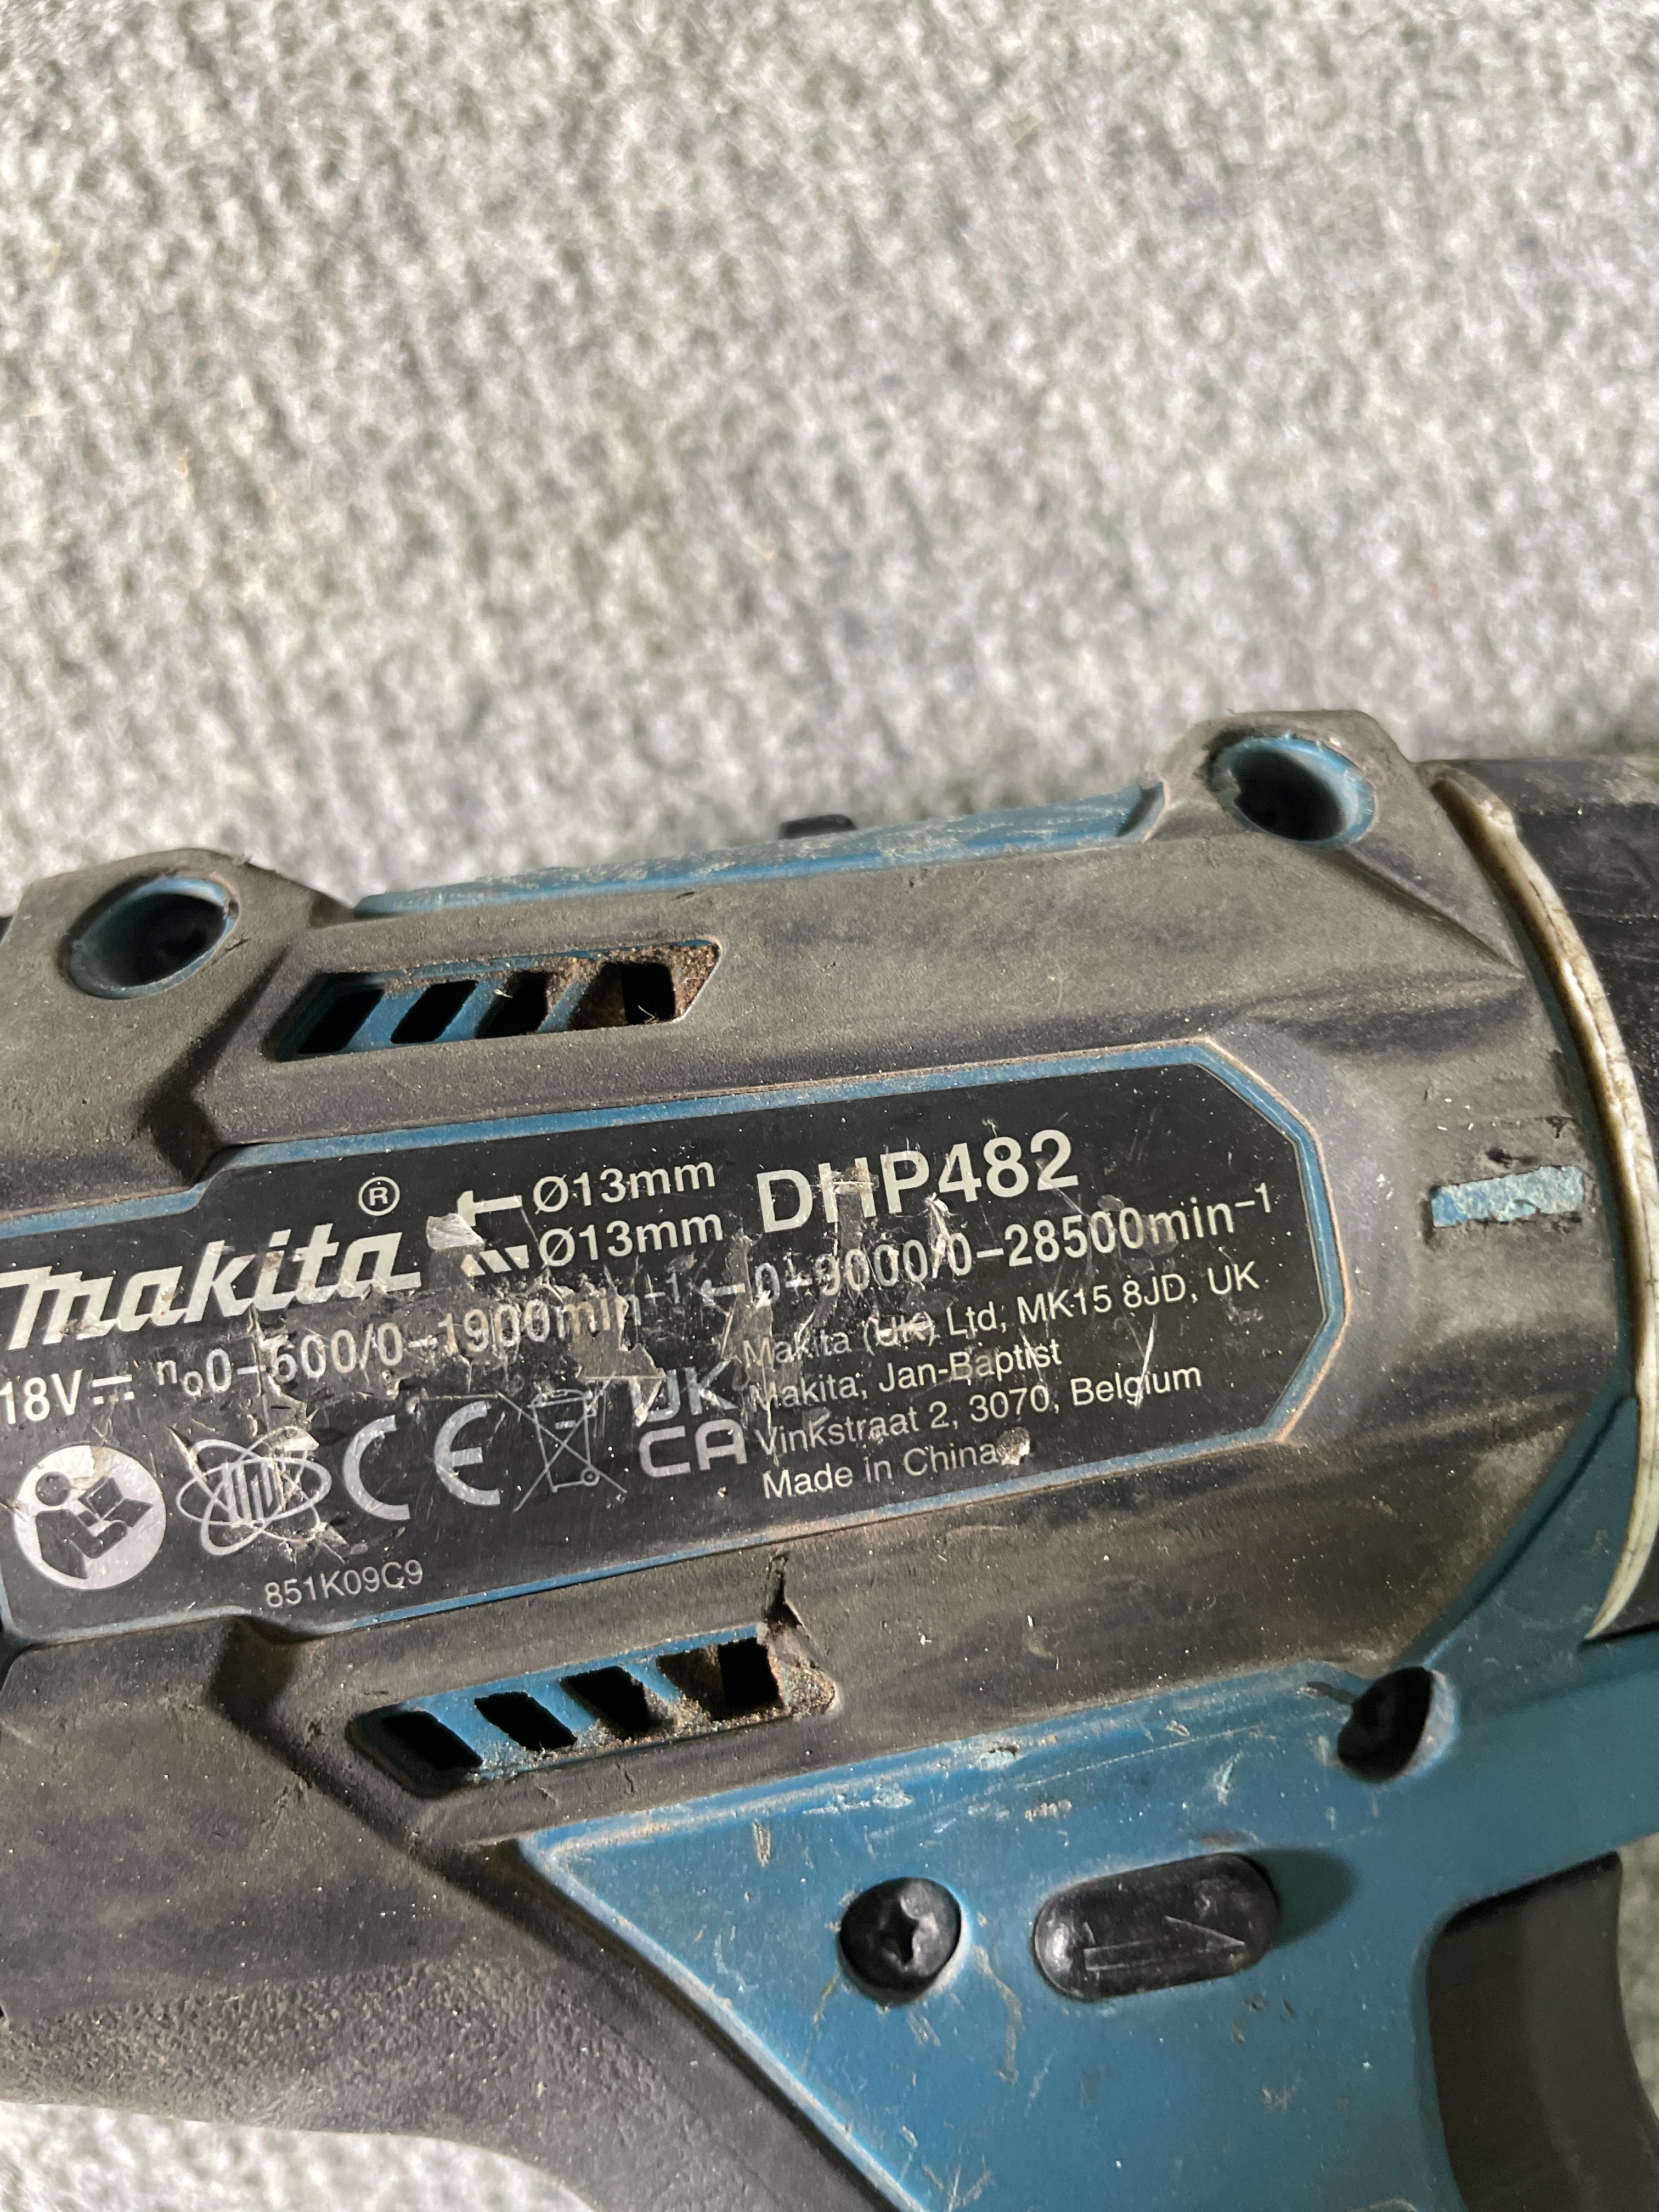 makita®
Ø13mm
Ø13mm
DHP482
18V n₀0-600/0-1900min⁻¹ 0-9000/0-28500min⁻¹
Makita (UK) Ltd, MK15 8JD, UK
Makita, Jan-Baptist
Vinkstraat 2, 3070, Belgium
Made in China
CE
UK
CA
851K09C9